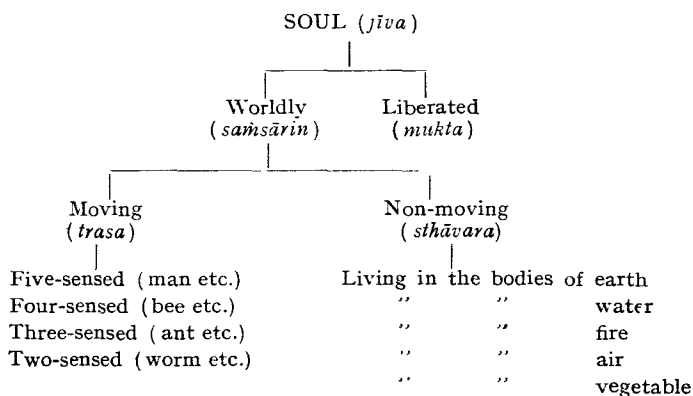 SOUL (jīva)
Worldly Liberated
(saṁsārin) (mukta)
Moving Non-moving
(trasa) (sthāvara)
Five-sensed (man etc.) Living in the bodies of earth
Four-sensed (bee etc.) ,, ,, water
Three-sensed (ant etc.) ,, ,, fire
Two-sensed (worm etc.) ,, ,, air
,, ,, vegetable